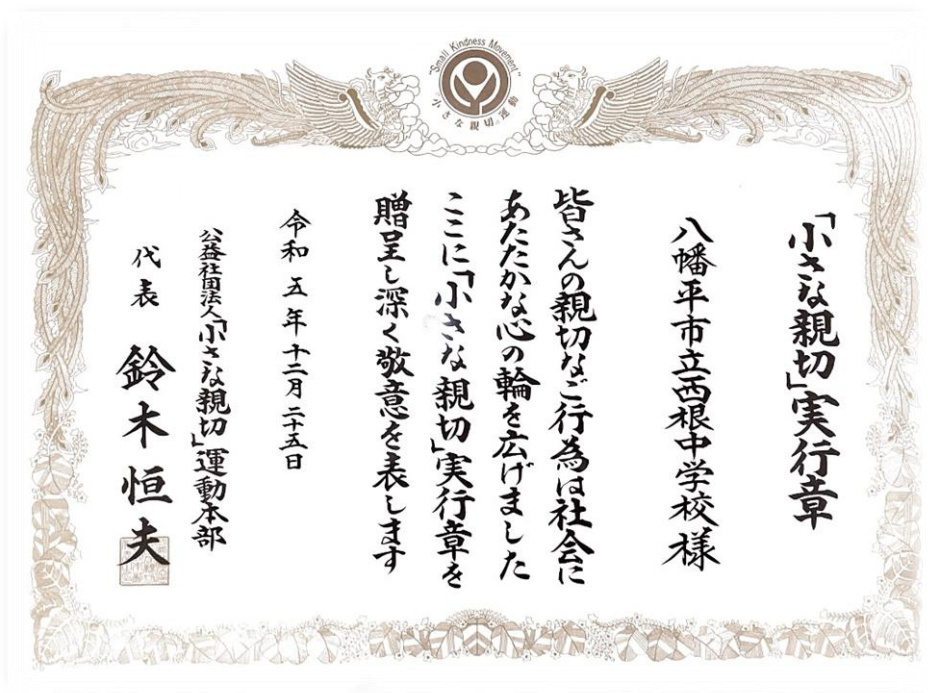 "Small Kindness Movement"
小さな親切運動
「小さな親切」実行章
八幡平市立西根中学校様
皆さんの親切なご行為は社会に
あたたかな心の輪を広げました
ここに「小さな親切」実行章を
贈呈し深く敬意を表します
令和五年十二月二十五日
公益社団法人「小さな親切」運動本部
代表 鈴木恒夫